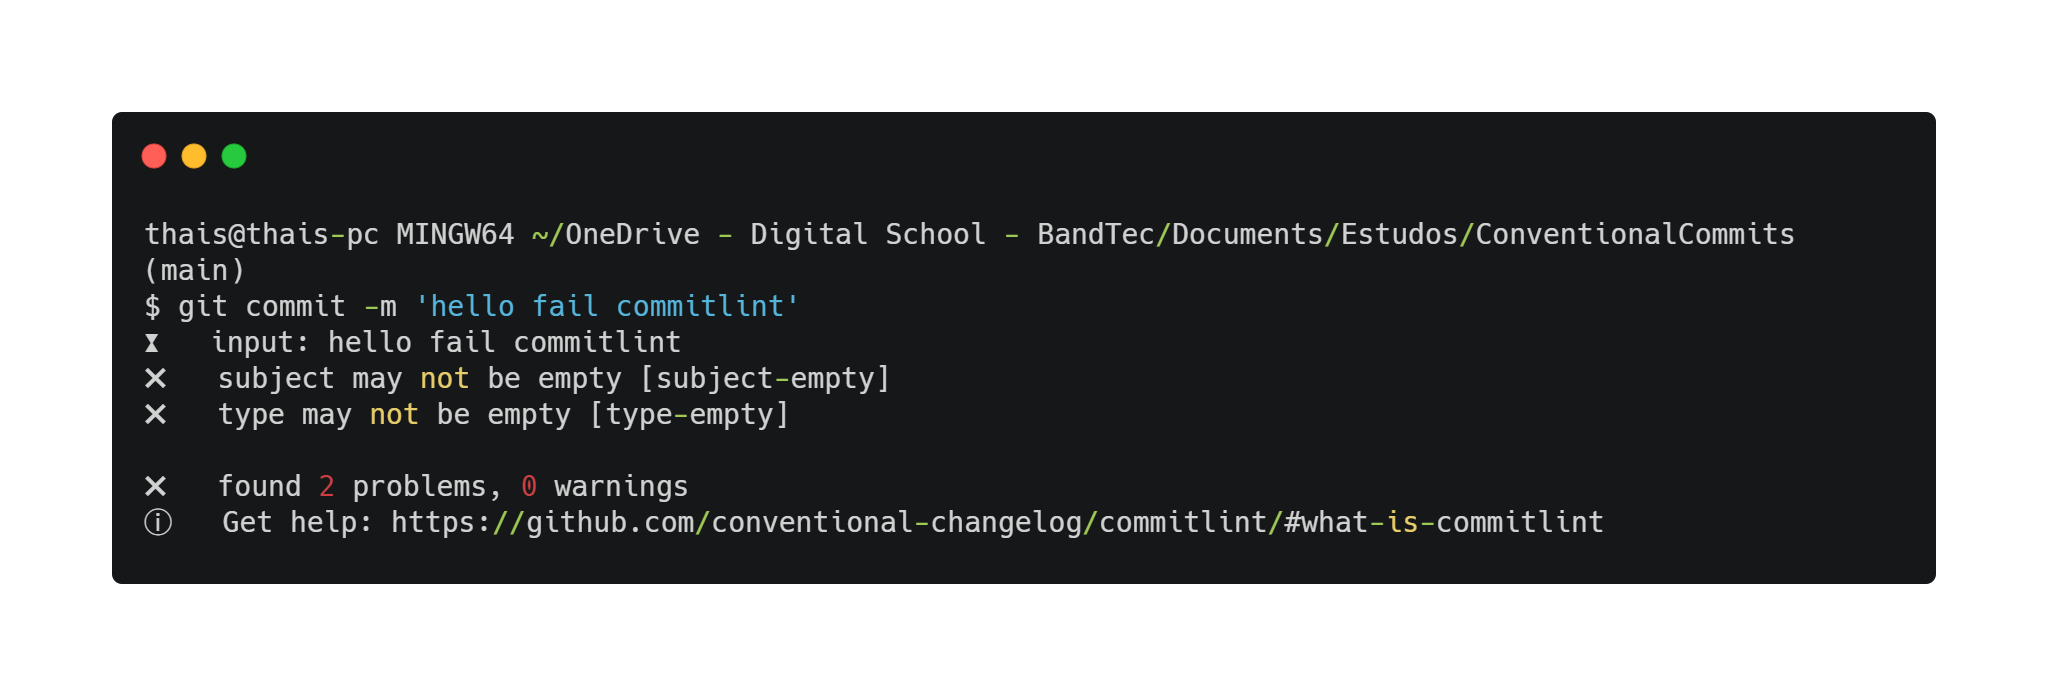 thais@thais-pc MINGW64 ~/OneDrive - Digital School - BandTec/Documents/Estudos/ConventionalCommits
(main)
$ git commit -m 'hello fail commitlint'
⧗   input: hello fail commitlint
✖   subject may not be empty [subject-empty]
✖   type may not be empty [type-empty]

✖   found 2 problems, 0 warnings
ⓘ   Get help: https://github.com/conventional-changelog/commitlint/#what-is-commitlint